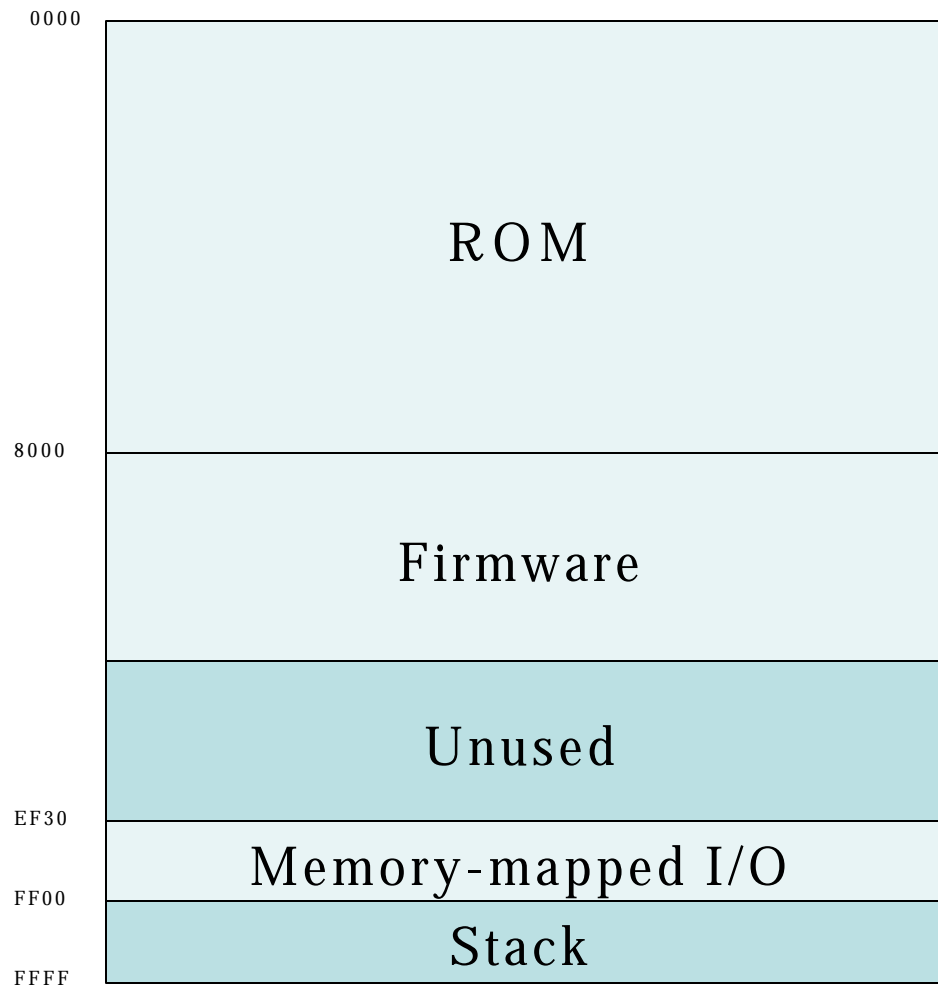 0000
ROM
8000
Firmware
Unused
EF30
Memory-mapped I/O
FF00
Stack
FFFF